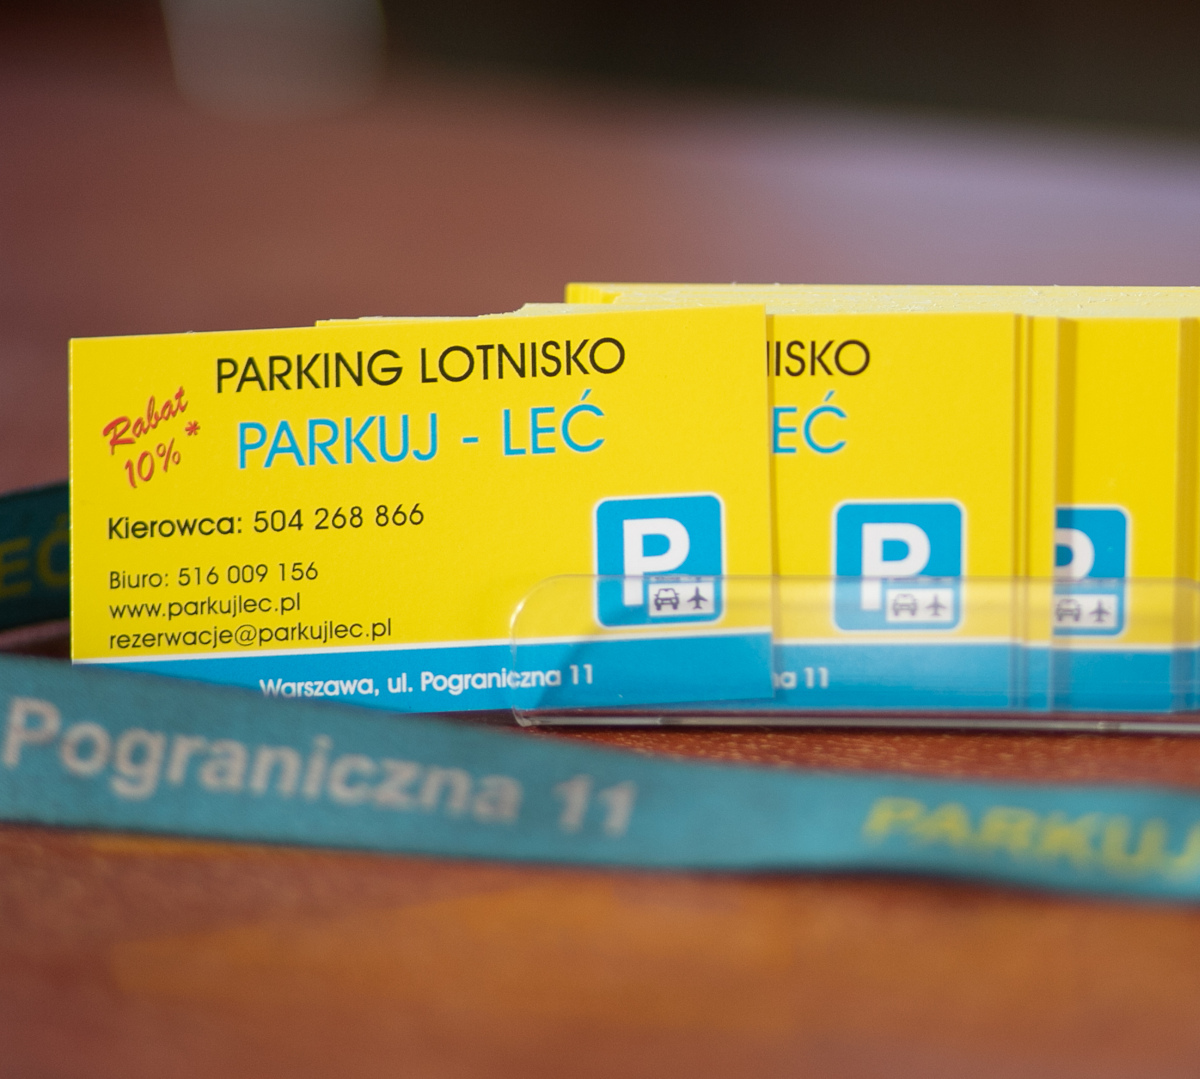 PARKING LOTNISKO
Rabat
10%*
PARKUJ - LEĆ
Kierowca: 504 268 866
Biuro: 516 009 156
www.parkujlec.pl
rezerwacje@parkujlec.pl
P
Warszawa, ul. Pograniczna 11
NISKO
EĆ
P
na 11
P
EĆ
Pograniczna 11
PARKUJ